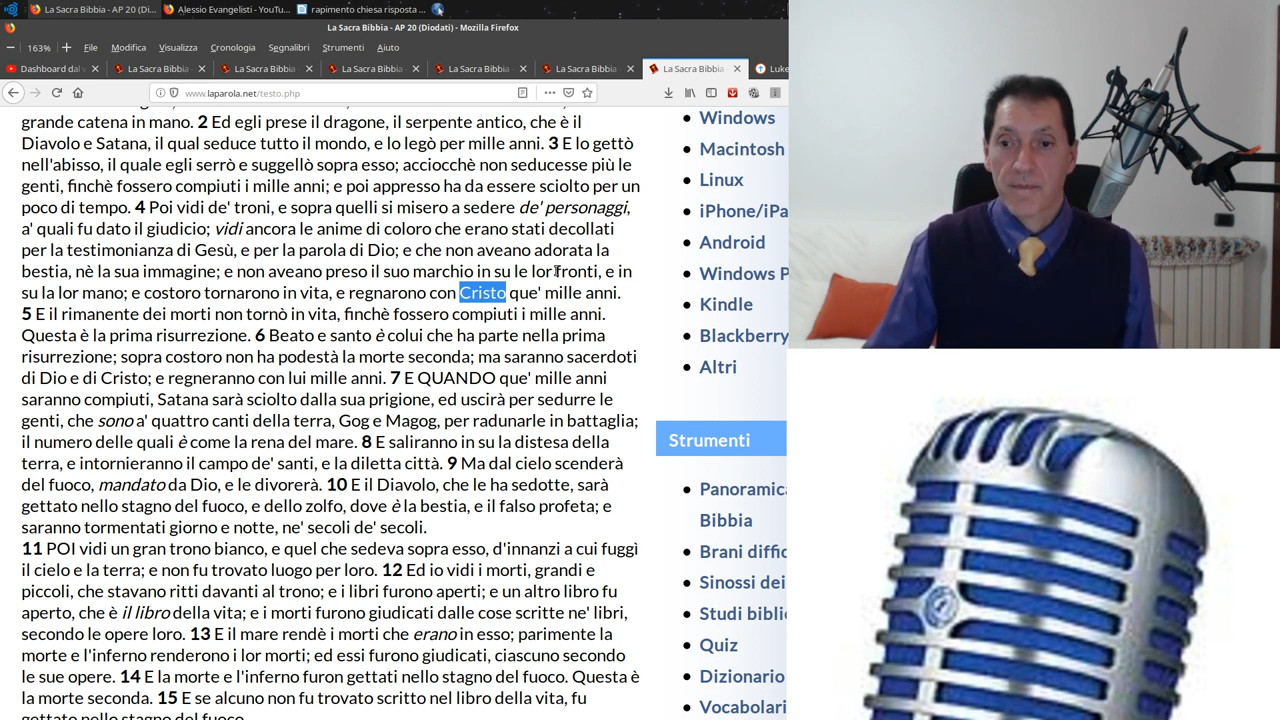 La Sacra Bibbia - AP 20 (Di...
Alessio Evangelisti - YouTu...
rapimento chiesa risposta ...
La Sacra Bibbia - AP 20 (Diodati) - Mozilla Firefox
163% File Modifica Visualizza Cronologia Segnalibri Strumenti Aiuto
Dashboard dal
La Sacra Bibbia -
La Sacra Bibbia -
La Sacra Bibbia -
La Sacra Bibbia -
La Sacra Bibbia -
La Sacra Bibbia -
Luke
www.laparola.net/testo.php
grande catena in mano. 2 Ed egli prese il dragone, il serpente antico, che è il
Diavolo e Satana, il qual seduce tutto il mondo, e lo legò per mille anni. 3 E lo gettò
nell'abisso, il quale egli serrò e suggellò sopra esso; acciocchè non seducesse più le
genti, finchè fossero compiuti i mille anni; e poi appresso ha da essere sciolto per un
poco di tempo. 4 Poi vidi de' troni, e sopra quelli si misero a sedere de' personaggi,
a' quali fu dato il giudicio; vidi ancora le anime di coloro che erano stati decollati
per la testimonianza di Gesù, e per la parola di Dio; e che non aveano adorata la
bestia, nè la sua immagine; e non aveano preso il suo marchio in su le lor fronti, e in
su la lor mano; e costoro tornarono in vita, e regnarono con Cristo que' mille anni.
5 E il rimanente dei morti non tornò in vita, finchè fossero compiuti i mille anni.
Questa è la prima risurrezione. 6 Beato e santo è colui che ha parte nella prima
risurrezione; sopra costoro non ha podestà la morte seconda; ma saranno sacerdoti
di Dio e di Cristo; e regneranno con lui mille anni. 7 E QUANDO que' mille anni
saranno compiuti, Satana sarà sciolto dalla sua prigione, ed uscirà per sedurre le
genti, che sono a' quattro canti della terra, Gog e Magog, per radunarle in battaglia;
il numero delle quali è come la rena del mare. 8 E saliranno in su la distesa della
terra, e intornieranno il campo de' santi, e la diletta città. 9 Ma dal cielo scenderà
del fuoco, mandato da Dio, e le divorerà. 10 E il Diavolo, che le ha sedotte, sarà
gettato nello stagno del fuoco, e dello zolfo, dove è la bestia, e il falso profeta; e
saranno tormentati giorno e notte, ne' secoli de' secoli.
11 POI vidi un gran trono bianco, e quel che sedeva sopra esso, d'innanzi a cui fuggì
il cielo e la terra; e non fu trovato luogo per loro. 12 Ed io vidi i morti, grandi e
piccoli, che stavano ritti davanti al trono; e i libri furono aperti; e un altro libro fu
aperto, che è il libro della vita; e i morti furono giudicati dalle cose scritte ne' libri,
secondo le opere loro. 13 E il mare rendè i morti che erano in esso; parimente la
morte e l'inferno renderono i lor morti; ed essi furono giudicati, ciascuno secondo
le sue opere. 14 E la morte e l'inferno furon gettati nello stagno del fuoco. Questa è
la morte seconda. 15 E se alcuno non fu trovato scritto nel libro della vita, fu
gettato nello stagno del fuoco.
Windows
Macintosh
Linux
iPhone/iPa
Android
Windows P
Kindle
Blackberry
Altri
Strumenti
Panoramica
Bibbia
Brani diffic
Sinossi dei
Studi biblic
Quiz
Dizionario
Vocabolari